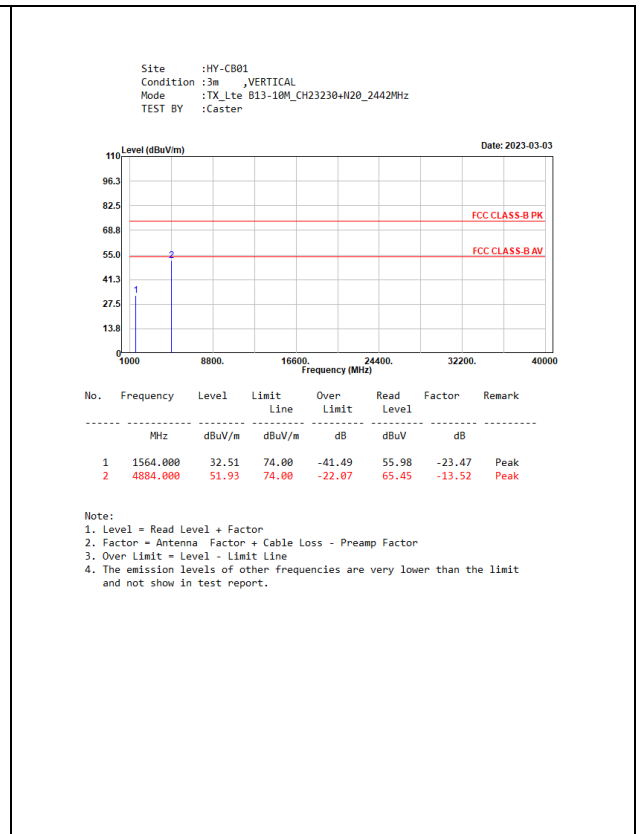 Site      :HY-CB01
Condition :3m    ,VERTICAL
Mode      :TX_Lte B13-10M_CH23230+N20_2442MHz
TEST BY   :Caster
Level (dBuV/m) Date: 2023-03-03
110
96.3
82.5
FCC CLASS-B PK
68.8
FCC CLASS-B AV
55.0
2
41.3
1
27.5
13.8
0
1000 8800. 16600. 24400. 32200. 40000
Frequency (MHz)
No. Frequency Level Limit Over Read Factor Remark
Line Limit Level
------ ----------- -------- --------- --------- -------- -------- ---------
MHz dBuV/m dBuV/m dB dBuV dB
1 1564.000 32.51 74.00 -41.49 55.98 -23.47 Peak
2 4884.000 51.93 74.00 -22.07 65.45 -13.52 Peak
Note:
1. Level = Read Level + Factor
2. Factor = Antenna  Factor + Cable Loss - Preamp Factor
3. Over Limit = Level - Limit Line
4. The emission levels of other frequencies are very lower than the limit
and not show in test report.